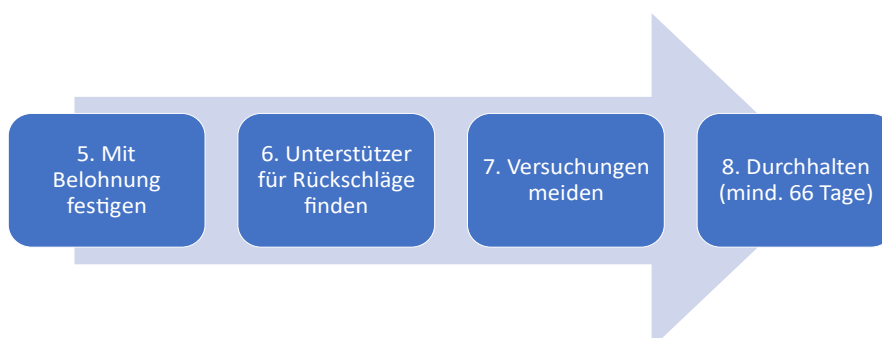 5. Mit
Belohnung
festigen
6. Unterstützer
für Rückschläge
finden
7. Versuchungen
meiden
8. Durchhalten
(mind. 66 Tage)